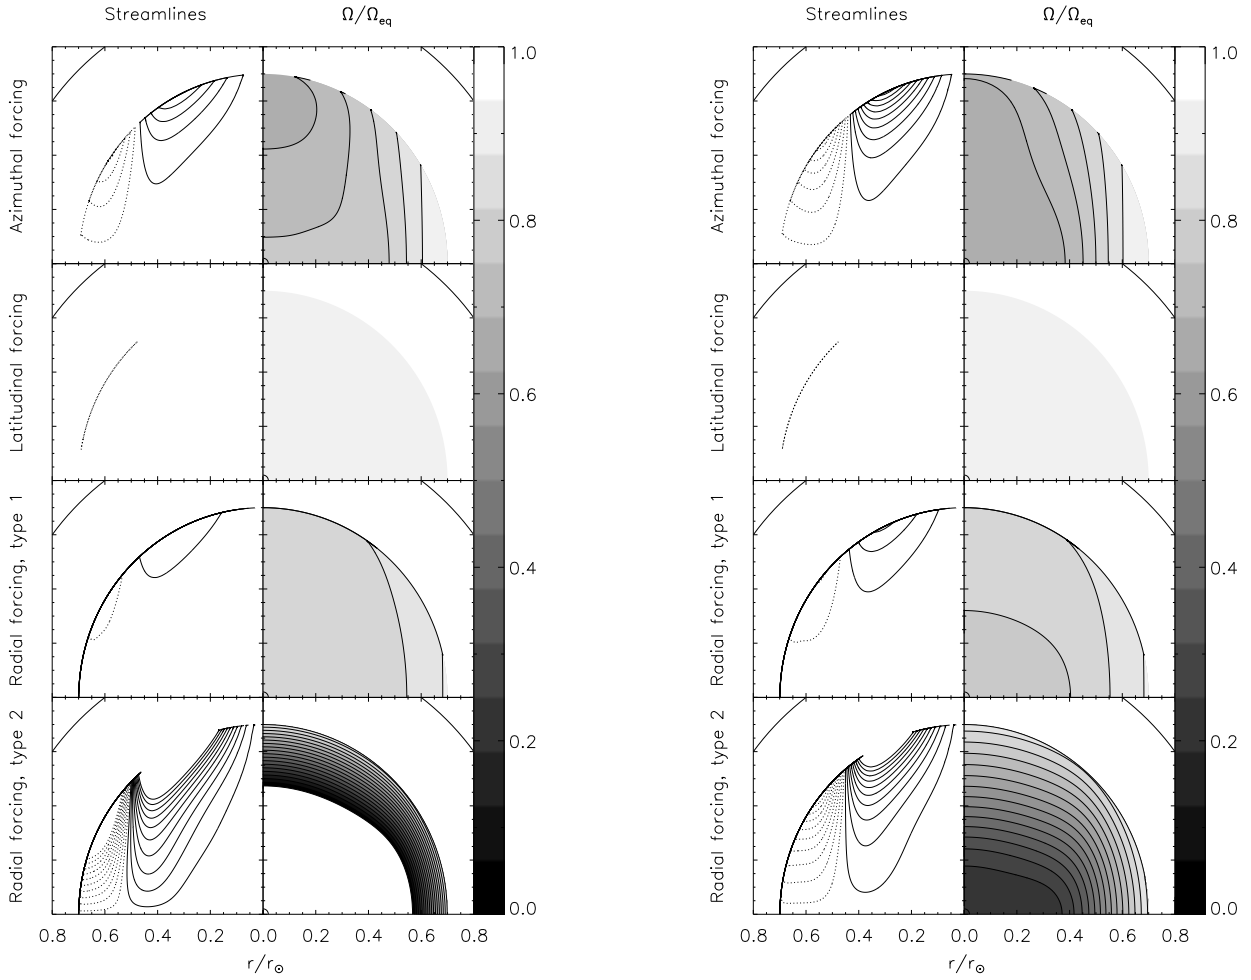 Streamlines Ω/Ωeq Streamlines Ω/Ωeq
Azimuthal forcing
Latitudinal forcing
Radial forcing, type 1
Radial forcing, type 2
1.0
0.8
0.6
0.4
0.2
0.0
0.8 0.6 0.4 0.2 0.0 0.2 0.4 0.6 0.8
r/r☉
Azimuthal forcing
Latitudinal forcing
Radial forcing, type 1
Radial forcing, type 2
1.0
0.8
0.6
0.4
0.2
0.0
0.8 0.6 0.4 0.2 0.0 0.2 0.4 0.6 0.8
r/r☉